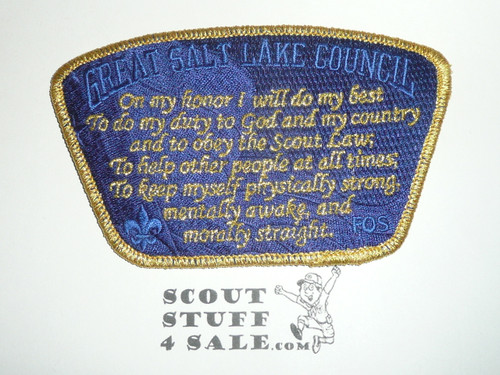 GREAT SALT LAKE COUNCIL
On my honor I will do my best
To do my duty to God and my country
and to obey the Scout Law;
To help other people at all times;
To keep myself physically strong,
mentally awake, and
morally straight.
FOS
SCOUT
STUFF
4 SALE.COM